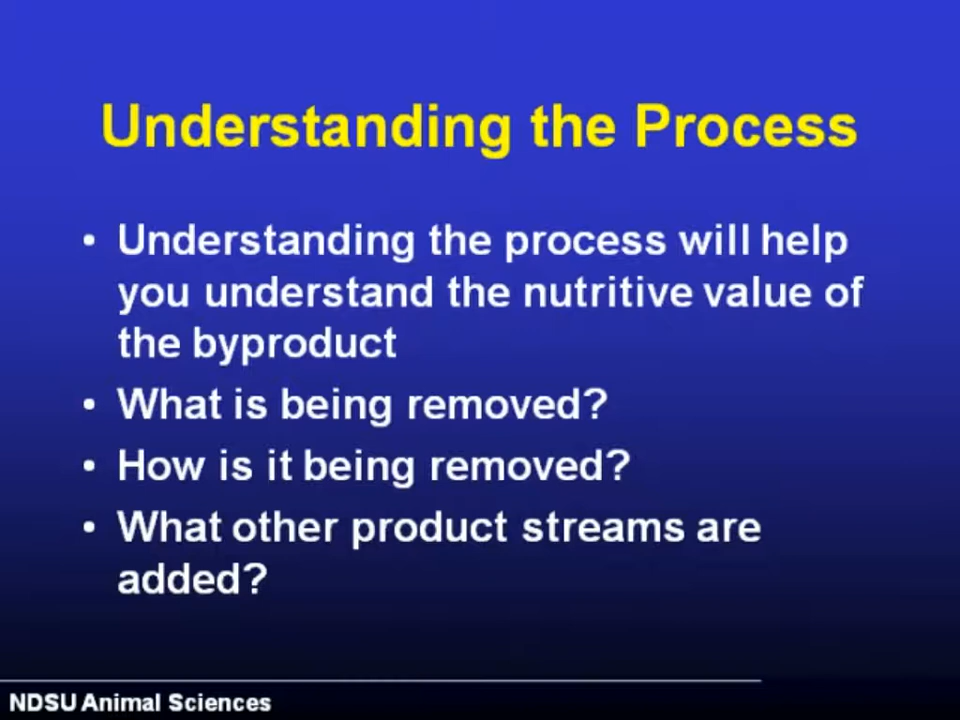 Understanding the Process
• Understanding the process will help
you understand the nutritive value of
the byproduct
• What is being removed?
• How is it being removed?
• What other product streams are
added?
NDSU Animal Sciences